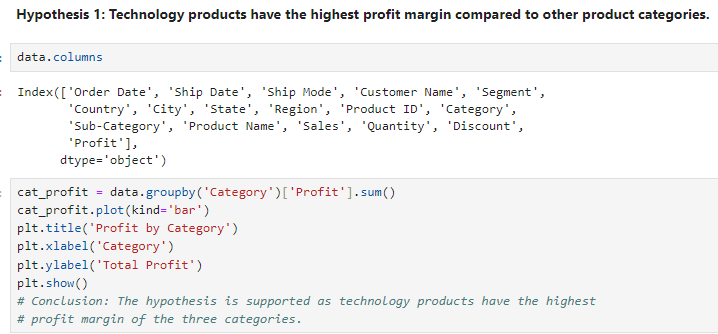 Hypothesis 1: Technology products have the highest profit margin compared to other product categories.
data.columns
Index(['Order Date', 'Ship Date', 'Ship Mode', 'Customer Name', 'Segment',
'Country', 'City', 'State', 'Region', 'Product ID', 'Category',
'Sub-Category', 'Product Name', 'Sales', 'Quantity', 'Discount',
'Profit'],
dtype='object')
cat_profit = data.groupby('Category')['Profit'].sum()
cat_profit.plot(kind='bar')
plt.title('Profit by Category')
plt.xlabel('Category')
plt.ylabel('Total Profit')
plt.show()
# Conclusion: The hypothesis is supported as technology products have the highest
# profit margin of the three categories.